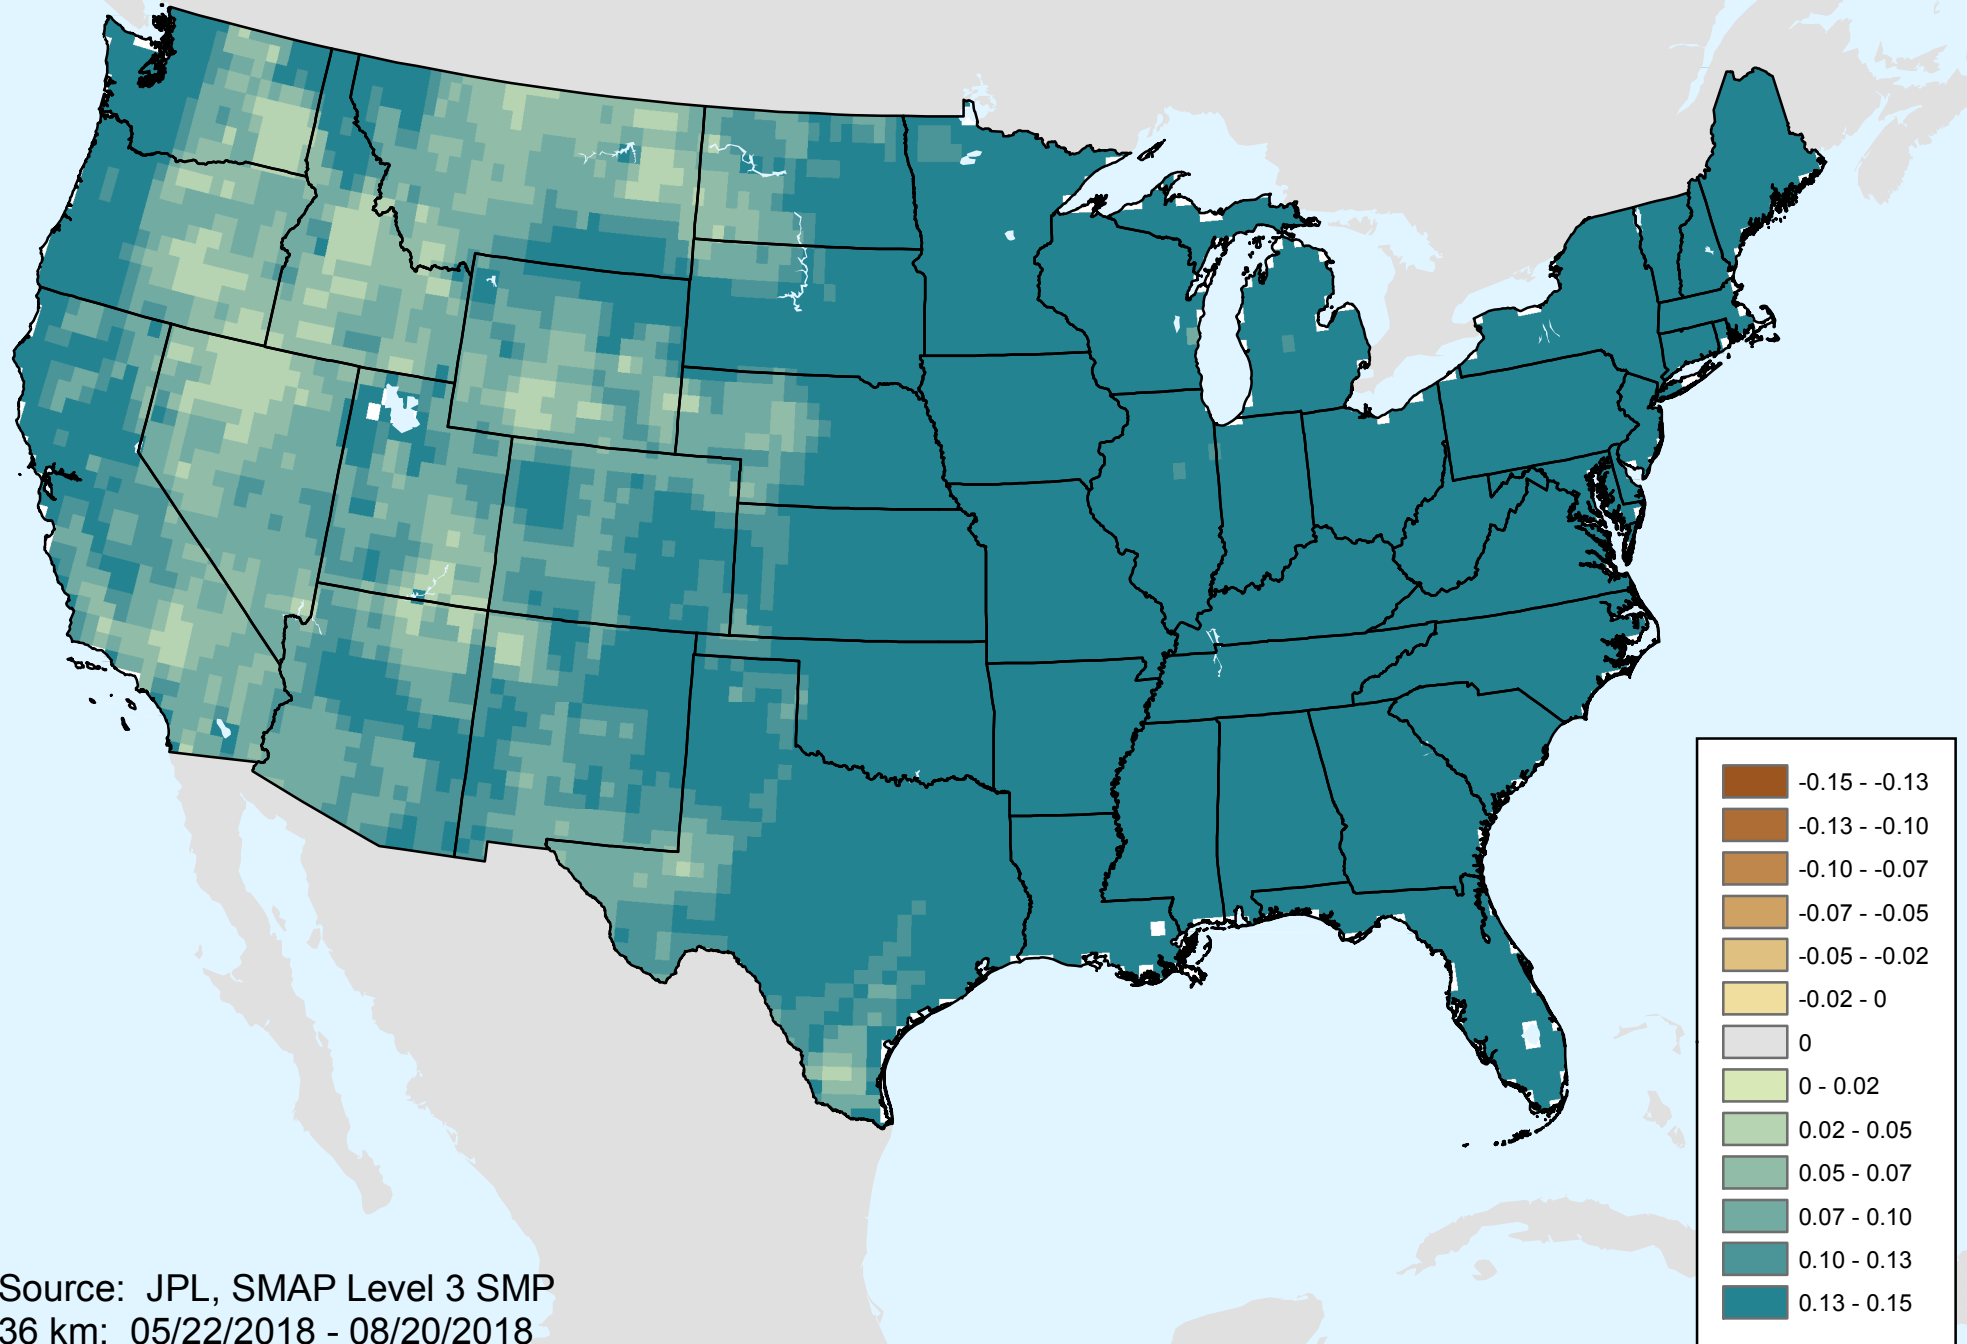 -0.15 - -0.13
-0.13 - -0.10
-0.10 - -0.07
-0.07 - -0.05
-0.05 - -0.02
-0.02 - 0
0
0 - 0.02
0.02 - 0.05
0.05 - 0.07
0.07 - 0.10
0.10 - 0.13
0.13 - 0.15
Source: JPL, SMAP Level 3 SMP
36 km: 05/22/2018 - 08/20/2018